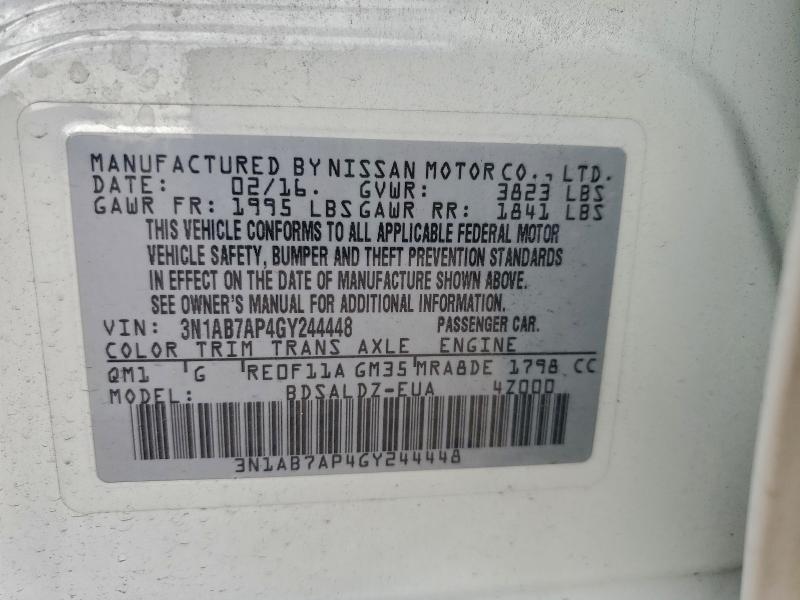 MANUFACTURED BY NISSAN MOTOR CO., LTD.
DATE: 02/16. GVWR: 3823 LBS
GAWR FR: 1995 LBS GAWR RR: 1841 LBS
THIS VEHICLE CONFORMS TO ALL APPLICABLE FEDERAL MOTOR
VEHICLE SAFETY, BUMPER AND THEFT PREVENTION STANDARDS
IN EFFECT ON THE DATE OF MANUFACTURE SHOWN ABOVE.
SEE OWNER'S MANUAL FOR ADDITIONAL INFORMATION.
VIN: 3N1AB7AP4GY244448 PASSENGER CAR.
COLOR TRIM TRANS AXLE ENGINE
QM1 G RE0F11A GM35 MRA8DE 1798 CC
MODEL: BDSALDZ-EUA 4Z000
3N1AB7AP4GY244448